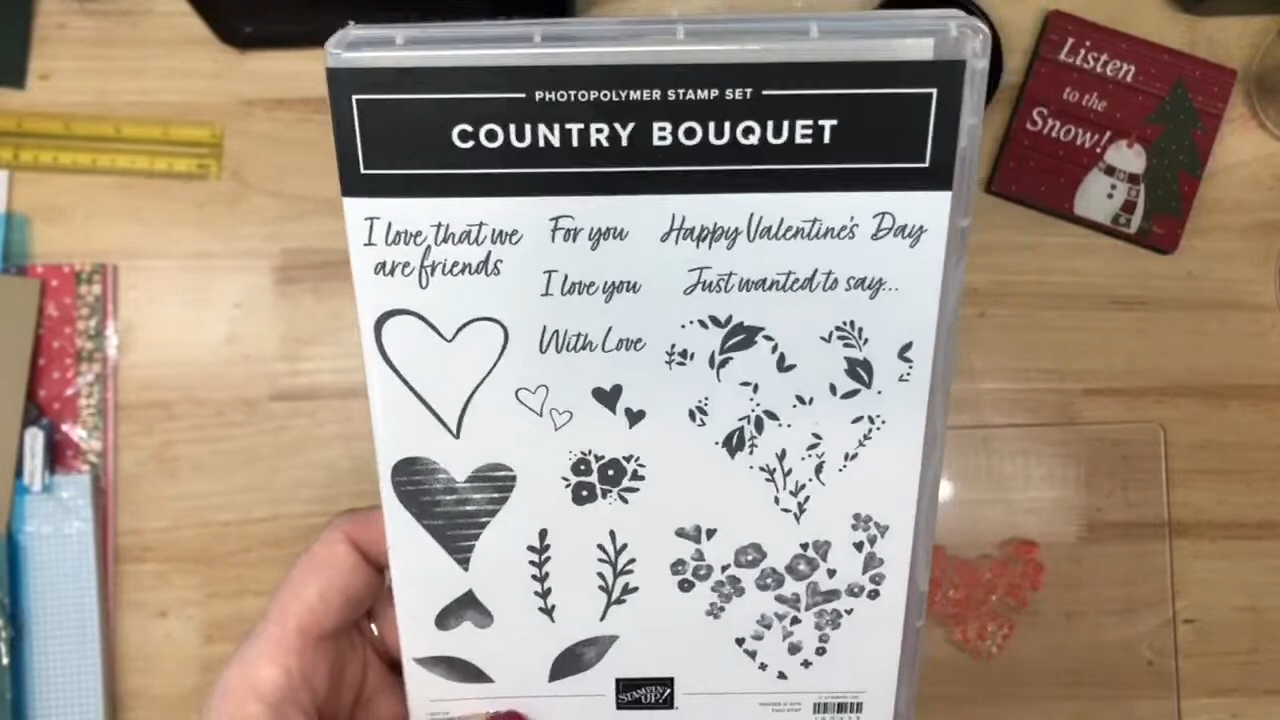 PHOTOPOLYMER STAMP SET
COUNTRY BOUQUET
I love that we
are friends
For you
Happy Valentine's Day
I love you
Just wanted to say...
With Love
STAMPIN' UP!
Listen
to the
Snow!